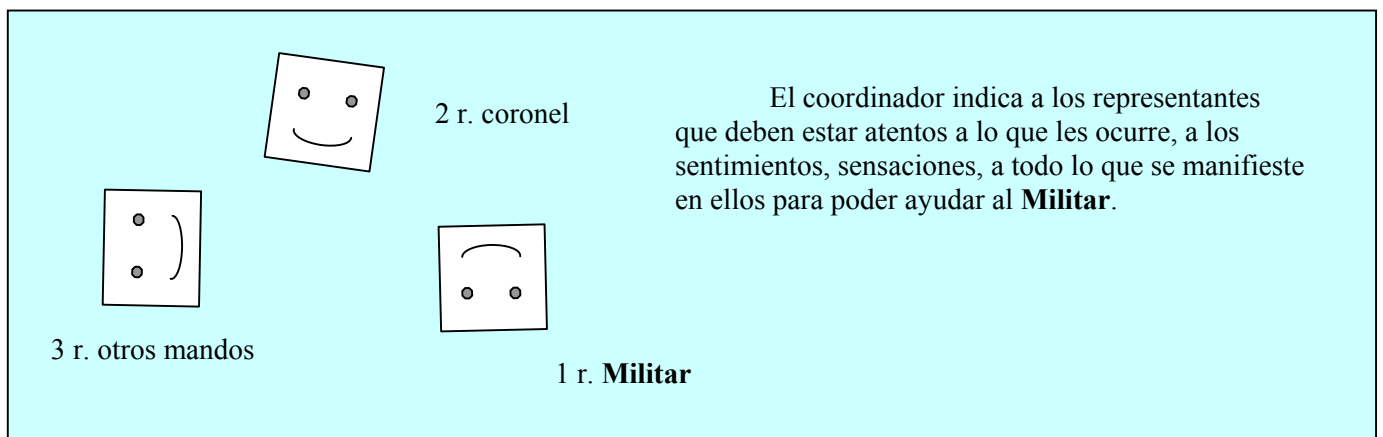 2 r. coronel
El coordinador indica a los representantes
que deben estar atentos a lo que les ocurre, a los
sentimientos, sensaciones, a todo lo que se manifieste
en ellos para poder ayudar al Militar.
3 r. otros mandos
1 r. Militar